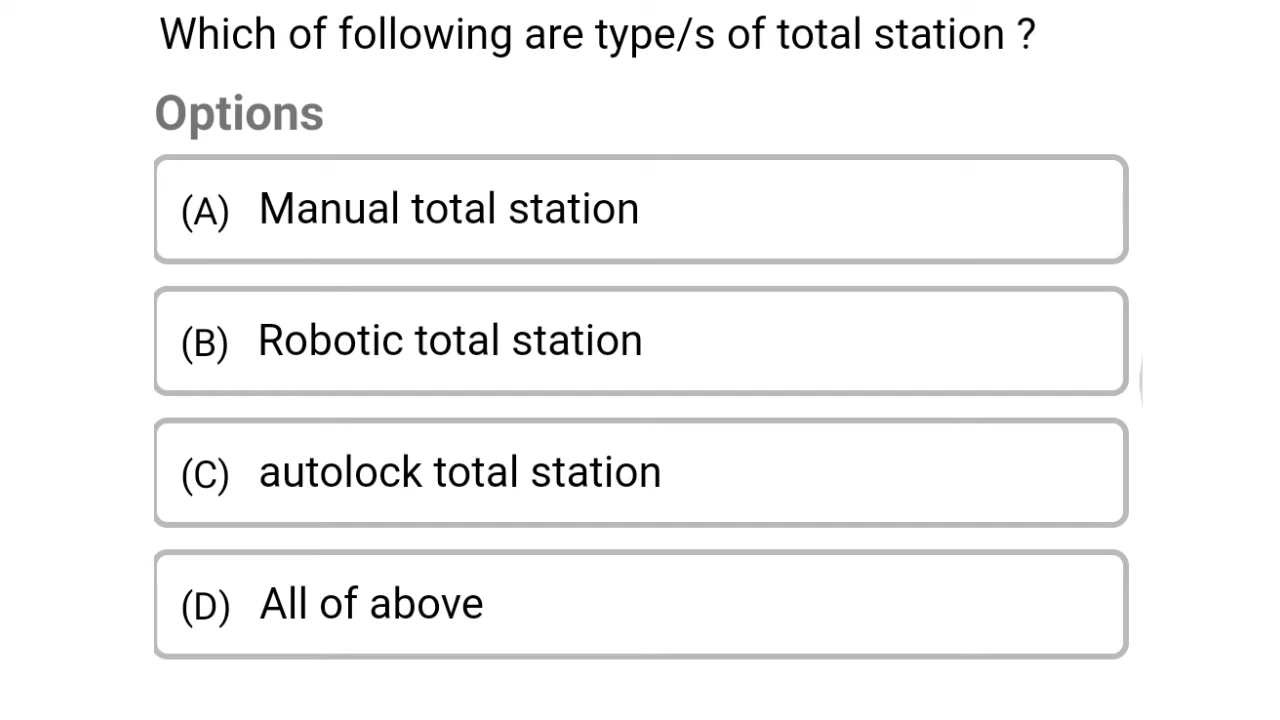 Which of following are type/s of total station ?
Options
(A) Manual total station
(B) Robotic total station
(C) autolock total station
(D) All of above